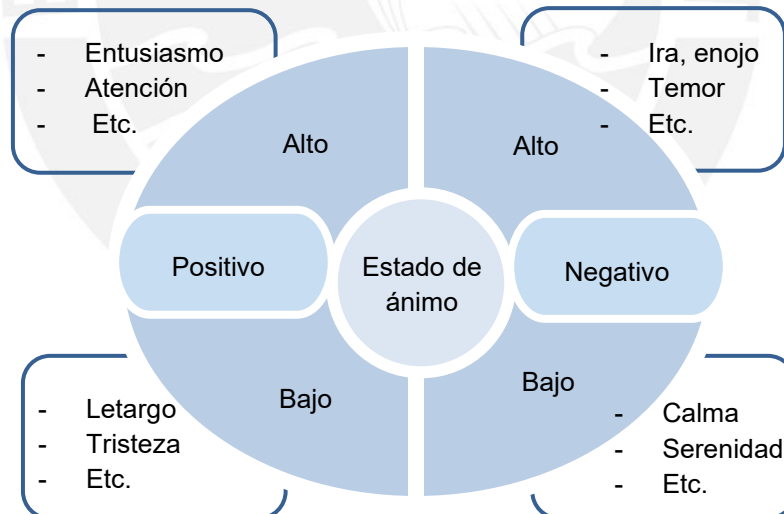 - Entusiasmo
- Atención
- Etc.
- Ira, enojo
- Temor
- Etc.
Alto
Alto
Positivo
Estado de
ánimo
Negativo
Bajo
Bajo
- Letargo
- Tristeza
- Etc.
- Calma
- Serenidad
- Etc.